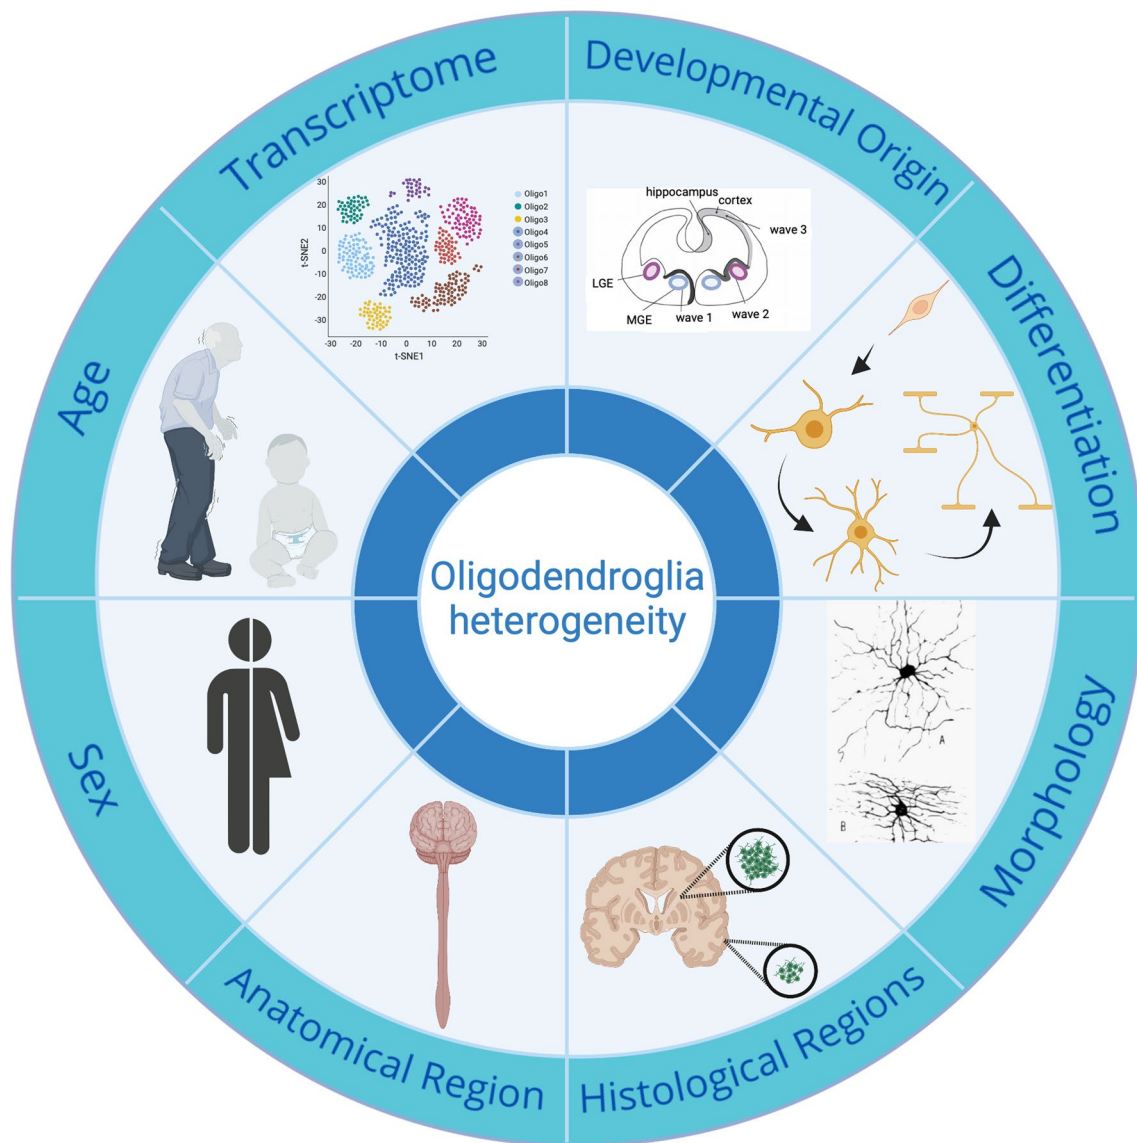 Transcriptome
Developmental Origin
Differentiation
Morphology
Histological Regions
Anatomical Region
Sex
Age
Oligodendroglia
heterogeneity
t-SNE2
30
20
10
0
-10
-20
-30
-30 -20 -10 0 10 20 30
t-SNE1
Oligo1
Oligo2
Oligo3
Oligo4
Oligo5
Oligo6
Oligo7
Oligo8
hippocampus
cortex
wave 3
LGE
MGE wave 1 wave 2
A
B